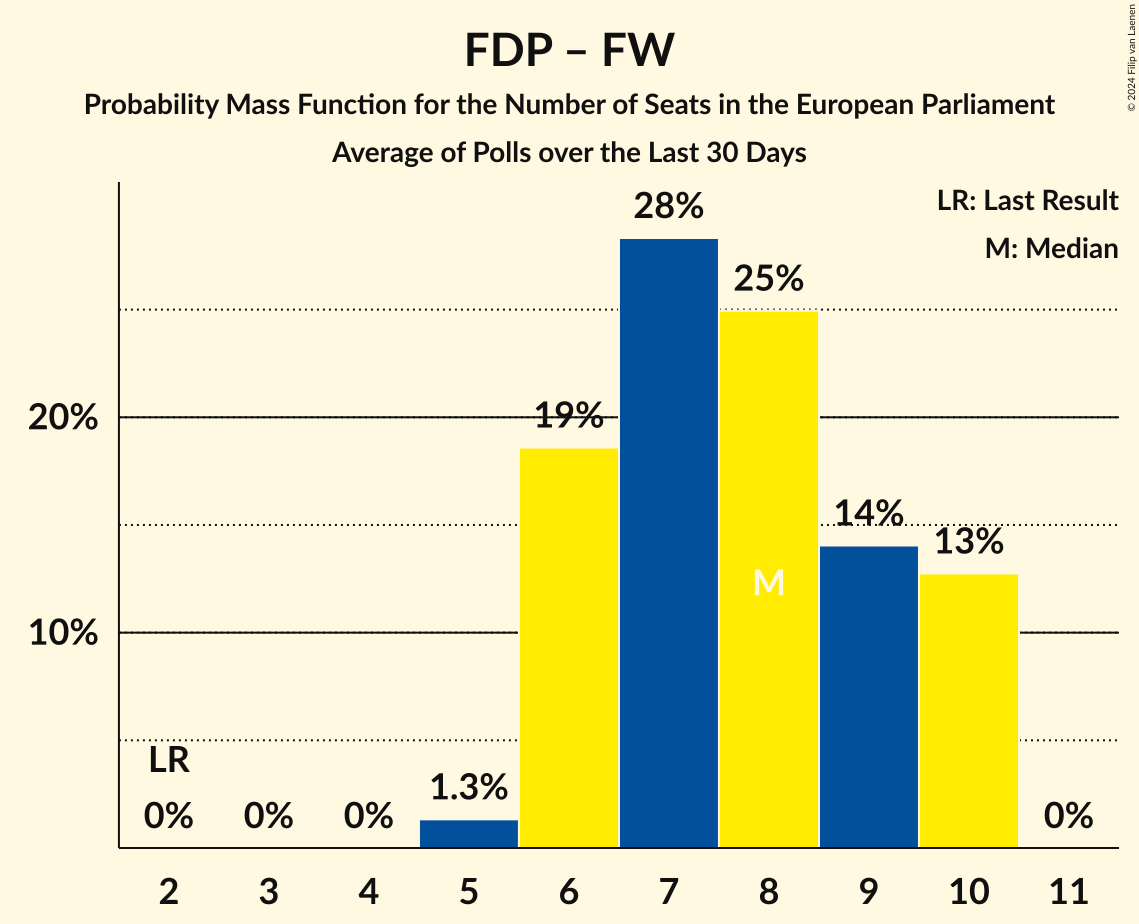 FDP – FW
Probability Mass Function for the Number of Seats in the European Parliament
Average of Polls over the Last 30 Days
© 2024 Filip van Laenen
LR: Last Result
M: Median
28%
25%
20%
19%
14%
13%
M
10%
LR
1.3%
0% 0% 0% 0%
2 3 4 5 6 7 8 9 10 11